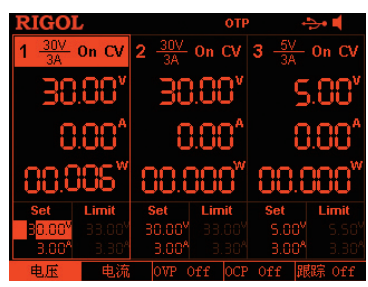 RIGOL OTP
1 30V/3A On CV 2 30V/3A On CV 3 5V/3A On CV
30.00V 30.00V 5.00V
0.00A 0.00A 0.00A
00.006W 00.000W 00.000W
Set Limit Set Limit Set Limit
30.00V 33.00V 30.00V 33.00V 5.00V 5.50V
3.00A 3.30A 3.00A 3.30A 3.00A 3.30A
电压 电流 OVP Off OCP Off 跟踪 Off